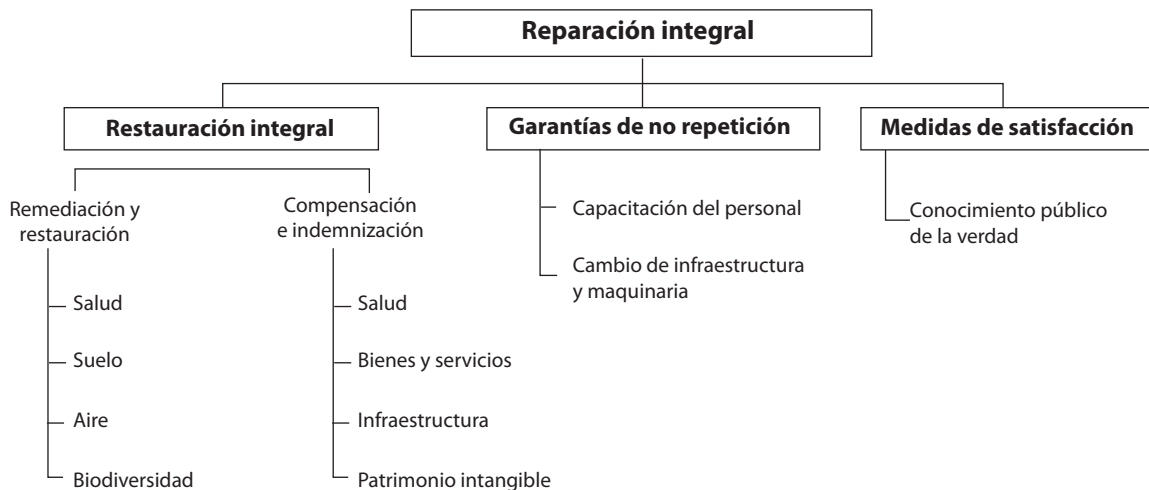 Reparación integral
Restauración integral
Remediación y
restauración
Salud
Suelo
Aire
Biodiversidad
Compensación
e indemnización
Salud
Bienes y servicios
Infraestructura
Patrimonio intangible
Garantías de no repetición
Capacitación del personal
Cambio de infraestructura
y maquinaria
Medidas de satisfacción
Conocimiento público
de la verdad